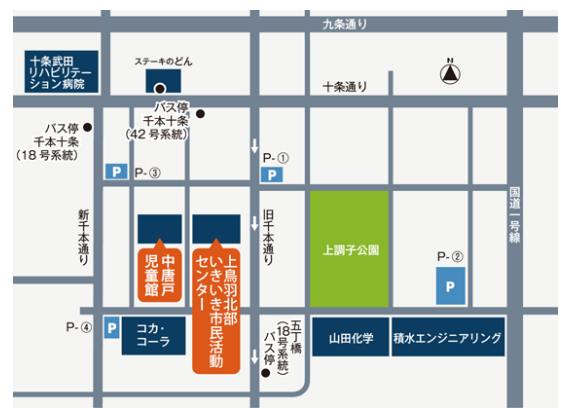 九条通り
十条武田
リハビリテー
ション病院
ステーキのどん
N
十条通り
バス停
千本十条
(42号系統)
バス停
千本十条
(18号系統)
P-①
P
P
P-③
新千本通り
旧千本通り
国道一号線
中唐戸
児童館
上鳥羽北部
いきいき市民活動
センター
上調子公園
P-②
P
P-④
P
コカ・
コーラ
五丁橋
(18号系統)
バス停
山田化学
積水エンジニアリング